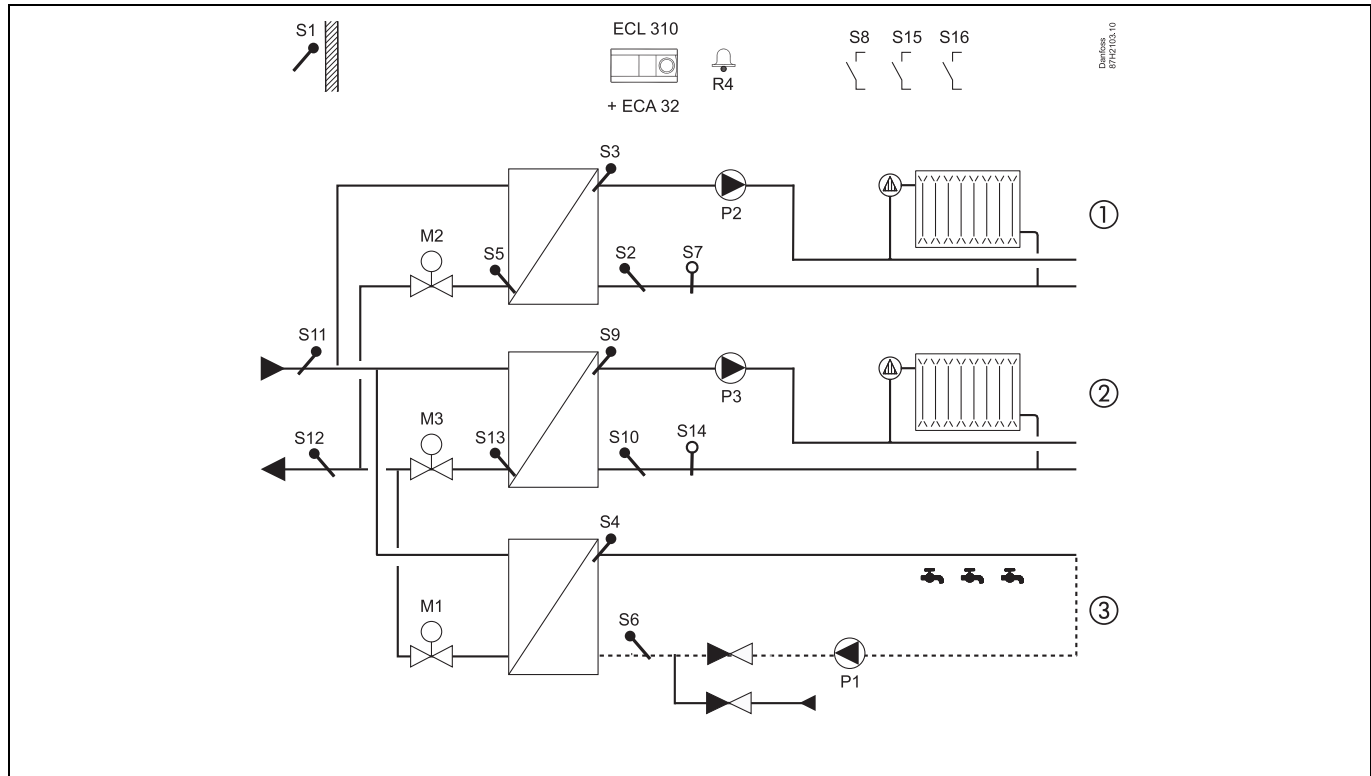 S1
ECL 310
R4
+ ECA 32
S8 S15 S16
Danfoss
87H2103.10
S3
P2
M2
S5
S2
S7
1
S11
S9
P3
M3
S12
S13
S10
S14
2
S4
M1
S6
P1
3